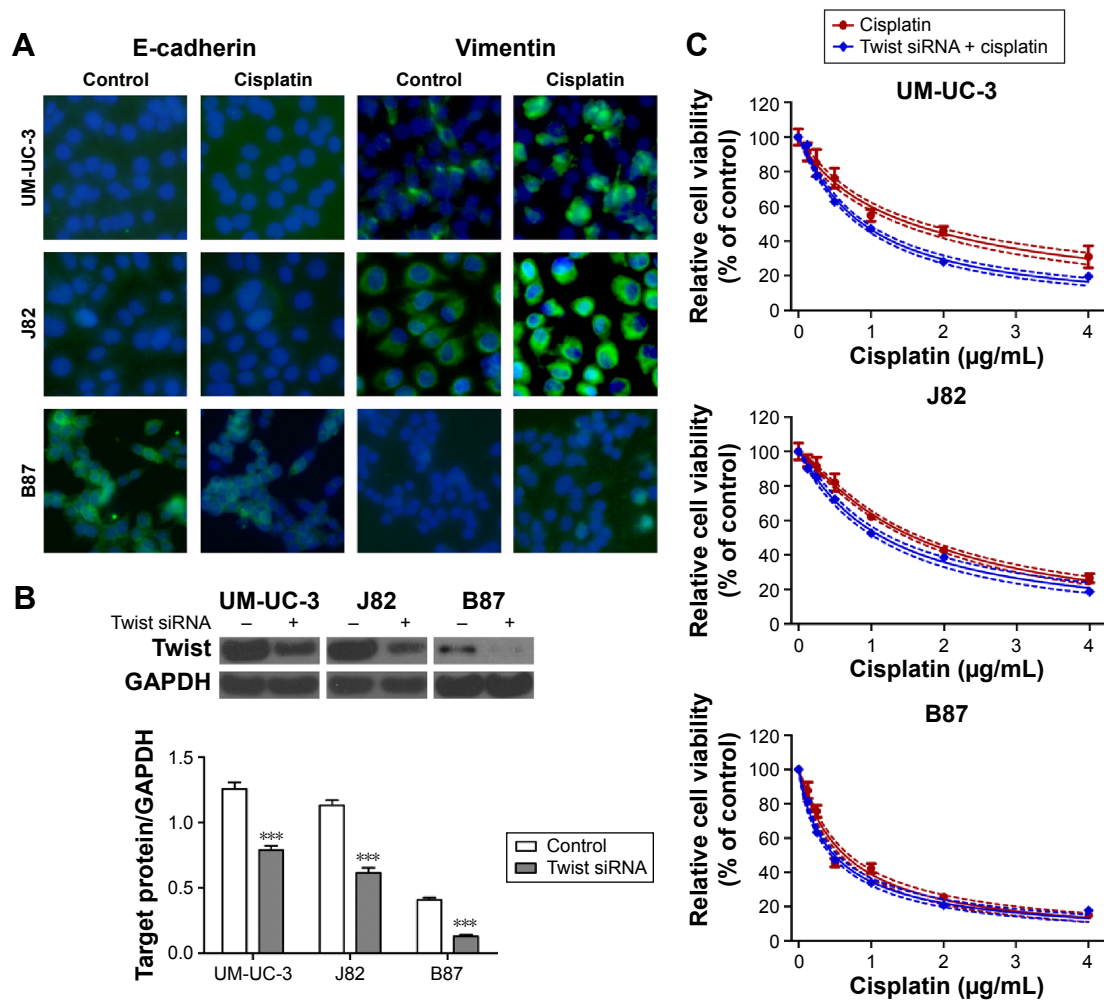 A
E-cadherin
Vimentin
Control
Cisplatin
Control
Cisplatin
UM-UC-3
J82
B87
B
UM-UC-3
J82
B87
Twist siRNA
–
+
–
+
–
+
Twist
GAPDH
Target protein/GAPDH
1.5
1.0
0.5
0.0
***
***
***
UM-UC-3
J82
B87
Control
Twist siRNA
C
Cisplatin
Twist siRNA + cisplatin
UM-UC-3
Relative cell viability
(% of control)
120
100
80
60
40
20
0
0
1
2
3
4
Cisplatin (µg/mL)
J82
Relative cell viability
(% of control)
120
100
80
60
40
20
0
0
1
2
3
4
Cisplatin (µg/mL)
B87
Relative cell viability
(% of control)
120
100
80
60
40
20
0
0
1
2
3
4
Cisplatin (µg/mL)